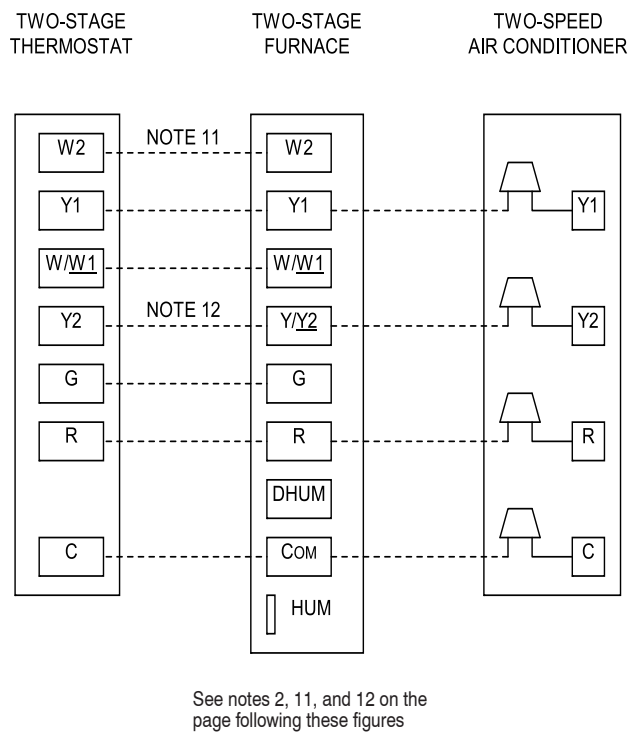 TWO-STAGE
THERMOSTAT
TWO-STAGE
FURNACE
TWO-SPEED
AIR CONDITIONER
W2
NOTE 11
W2
Y1
Y1
Y1
W/W1
W/W1
Y2
NOTE 12
Y/Y2
Y2
G
G
R
R
R
DHUM
C
COM
C
HUM
See notes 2, 11, and 12 on the
page following these figures